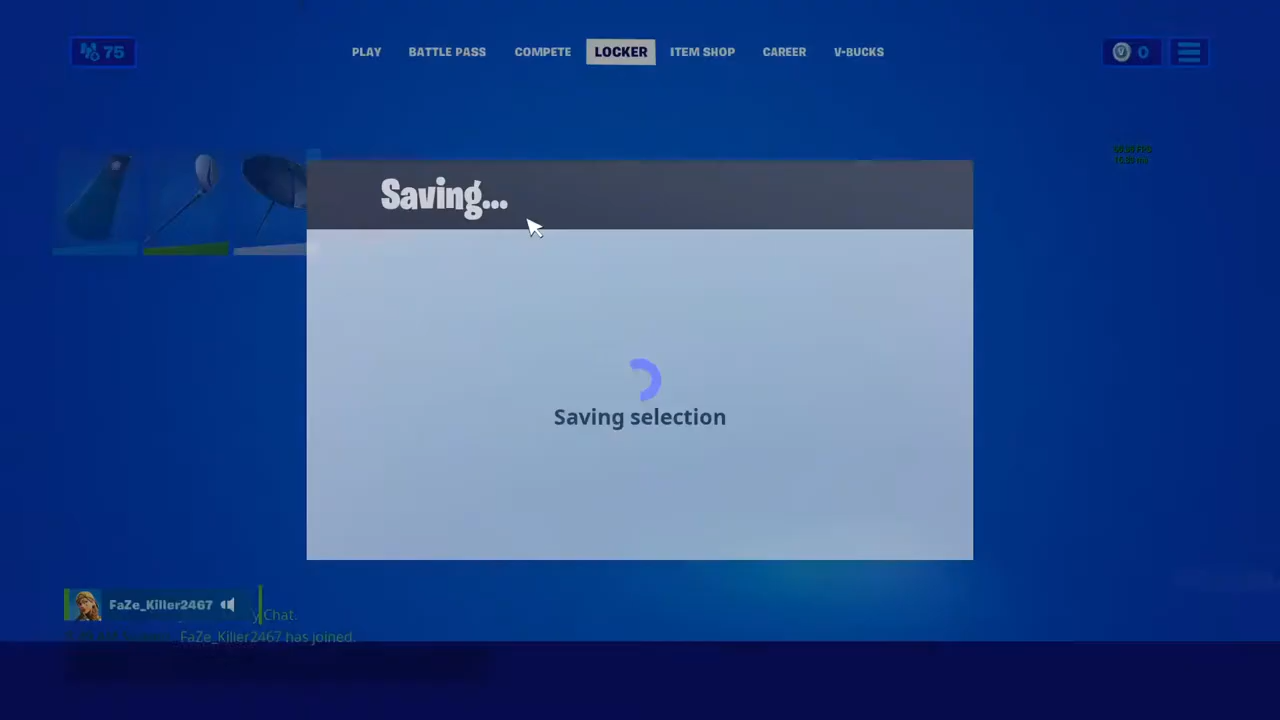 75
PLAY BATTLE PASS COMPETE LOCKER ITEM SHOP CAREER V-BUCKS
0
Saving...
Saving selection
FaZe_Killer2467
y Chat.
FaZe_Killer2467 has joined.